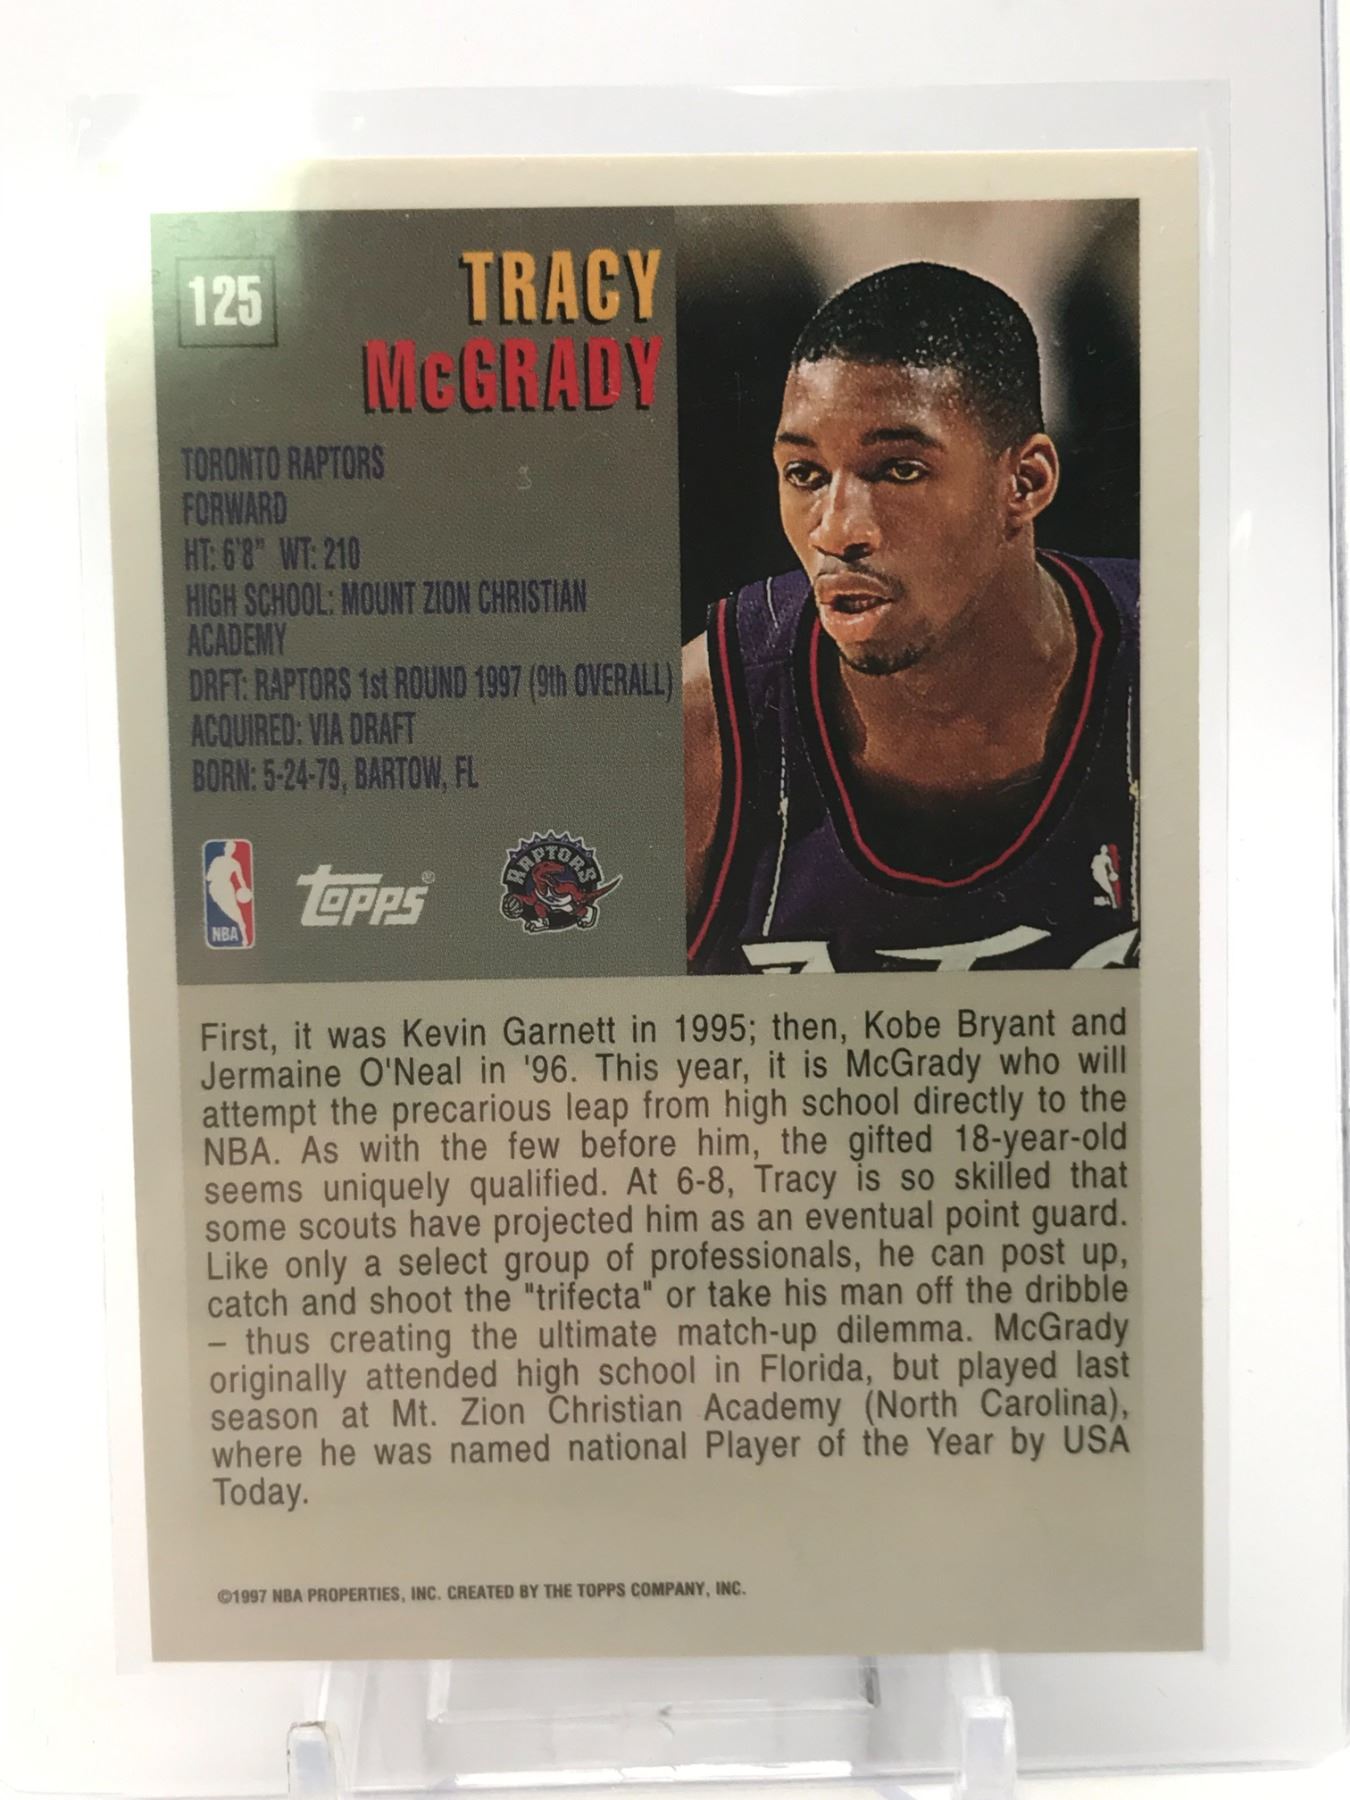 125
TRACY
McGRADY
TORONTO RAPTORS
FORWARD
HT: 6'8" WT: 210
HIGH SCHOOL: MOUNT ZION CHRISTIAN
ACADEMY
DRFT: RAPTORS 1st ROUND 1997 (9th OVERALL)
ACQUIRED: VIA DRAFT
BORN: 5-24-79, BARTOW, FL
NBA
TOPPS®
RAPTORS
NBA
First, it was Kevin Garnett in 1995; then, Kobe Bryant and
Jermaine O'Neal in '96. This year, it is McGrady who will
attempt the precarious leap from high school directly to the
NBA. As with the few before him, the gifted 18-year-old
seems uniquely qualified. At 6-8, Tracy is so skilled that
some scouts have projected him as an eventual point guard.
Like only a select group of professionals, he can post up,
catch and shoot the "trifecta" or take his man off the dribble
– thus creating the ultimate match-up dilemma. McGrady
originally attended high school in Florida, but played last
season at Mt. Zion Christian Academy (North Carolina),
where he was named national Player of the Year by USA
Today.
©1997 NBA PROPERTIES, INC. CREATED BY THE TOPPS COMPANY, INC.